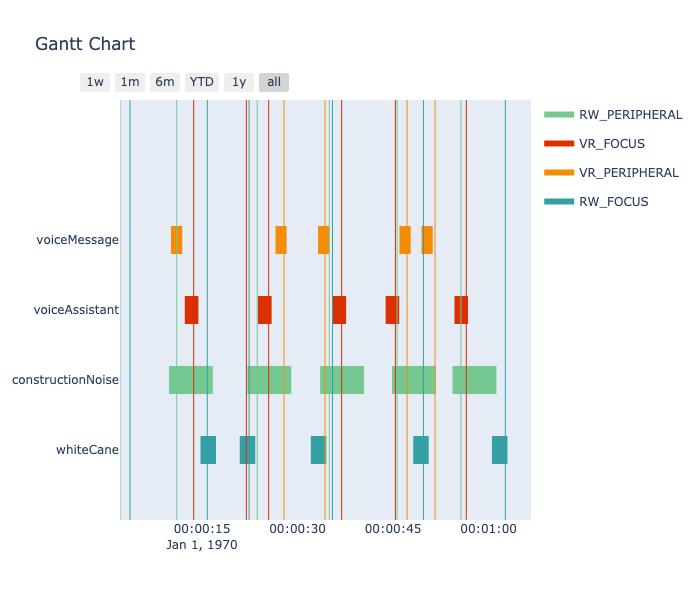 Gantt Chart
1w 1m 6m YTD 1y all
RW_PERIPHERAL
VR_FOCUS
VR_PERIPHERAL
RW_FOCUS
voiceMessage
voiceAssistant
constructionNoise
whiteCane
00:00:15 00:00:30 00:00:45 00:01:00
Jan 1, 1970